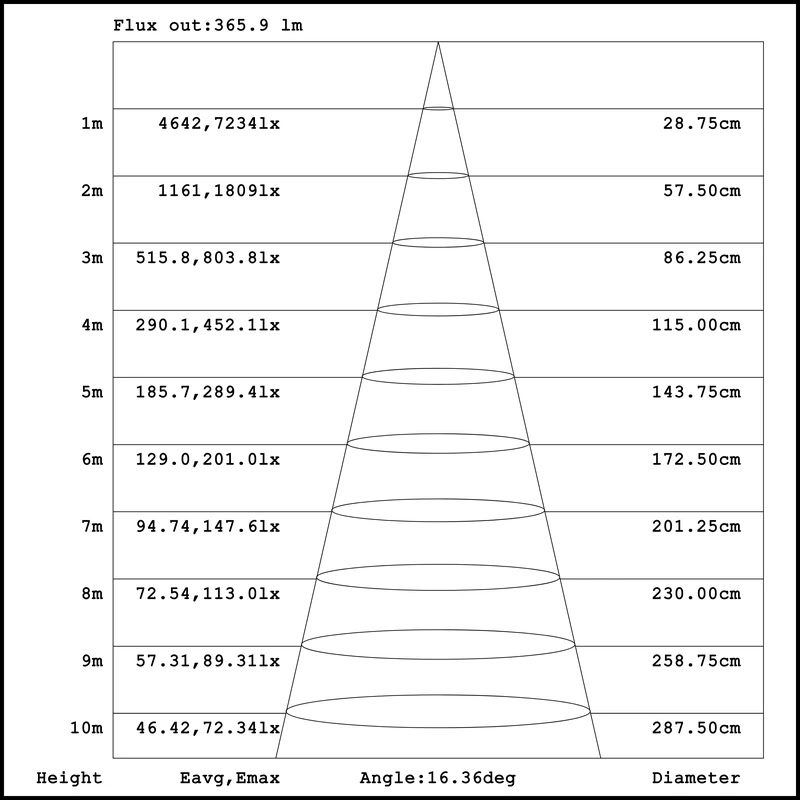 Flux out:365.9 lm
1m 4642,7234lx 28.75cm
2m 1161,1809lx 57.50cm
3m 515.8,803.8lx 86.25cm
4m 290.1,452.1lx 115.00cm
5m 185.7,289.4lx 143.75cm
6m 129.0,201.0lx 172.50cm
7m 94.74,147.6lx 201.25cm
8m 72.54,113.0lx 230.00cm
9m 57.31,89.31lx 258.75cm
10m 46.42,72.34lx 287.50cm
Height Eavg,Emax Angle:16.36deg Diameter